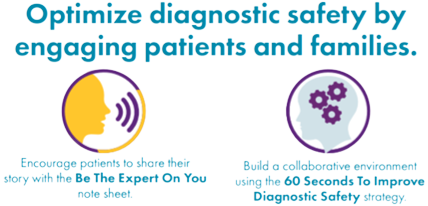 Optimize diagnostic safety by
engaging patients and families.
Encourage patients to share their
story with the Be The Expert On You
note sheet.
Build a collaborative environment
using the 60 Seconds To Improve
Diagnostic Safety strategy.